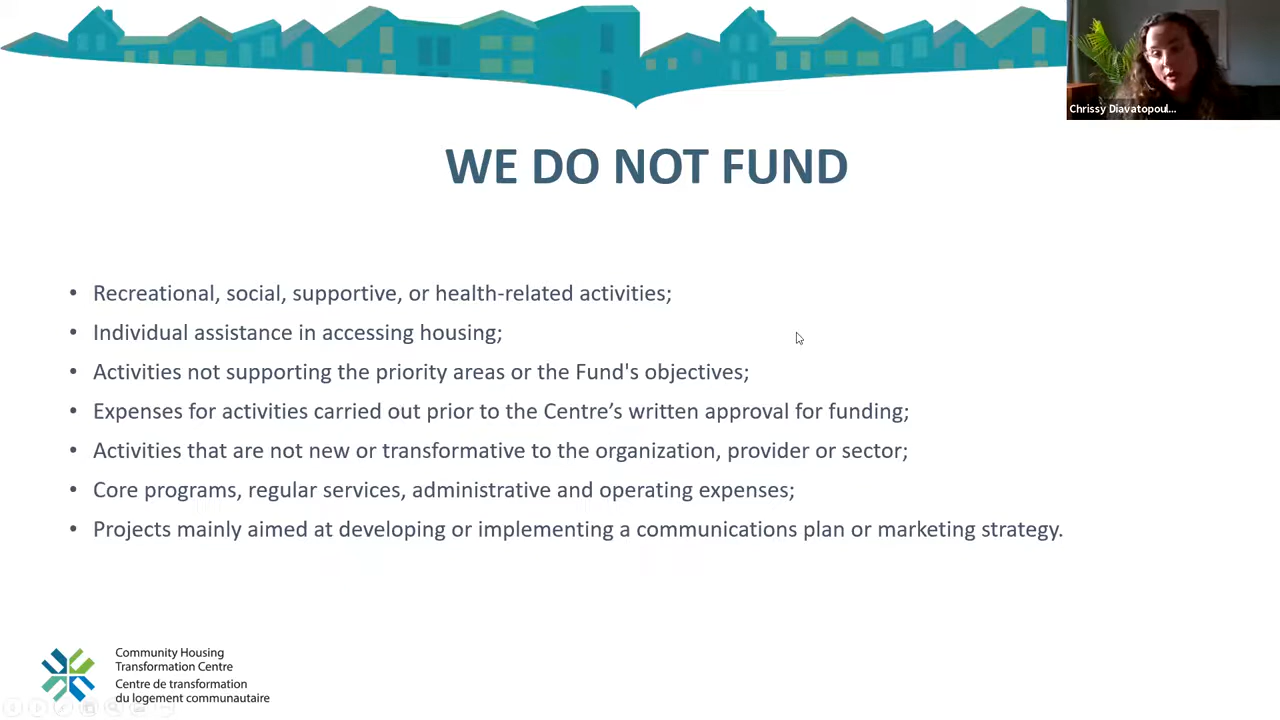 Chrissy Diavatopoul...
WE DO NOT FUND
• Recreational, social, supportive, or health-related activities;
• Individual assistance in accessing housing;
• Activities not supporting the priority areas or the Fund's objectives;
• Expenses for activities carried out prior to the Centre’s written approval for funding;
• Activities that are not new or transformative to the organization, provider or sector;
• Core programs, regular services, administrative and operating expenses;
• Projects mainly aimed at developing or implementing a communications plan or marketing strategy.
Community Housing
Transformation Centre
Centre de transformation
du logement communautaire